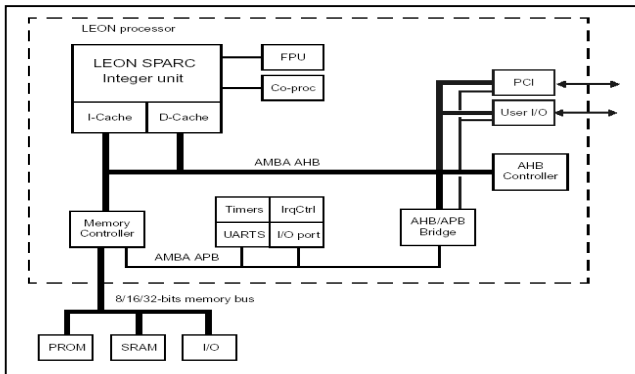 LEON processor
LEON SPARC
Integer unit
FPU
Co-proc
I-Cache
D-Cache
PCI
User I/O
AMBA AHB
AHB
Controller
Timers
IrqCtrl
Memory
Controller
UARTS
I/O port
AHB/APB
Bridge
AMBA APB
8/16/32-bits memory bus
PROM
SRAM
I/O